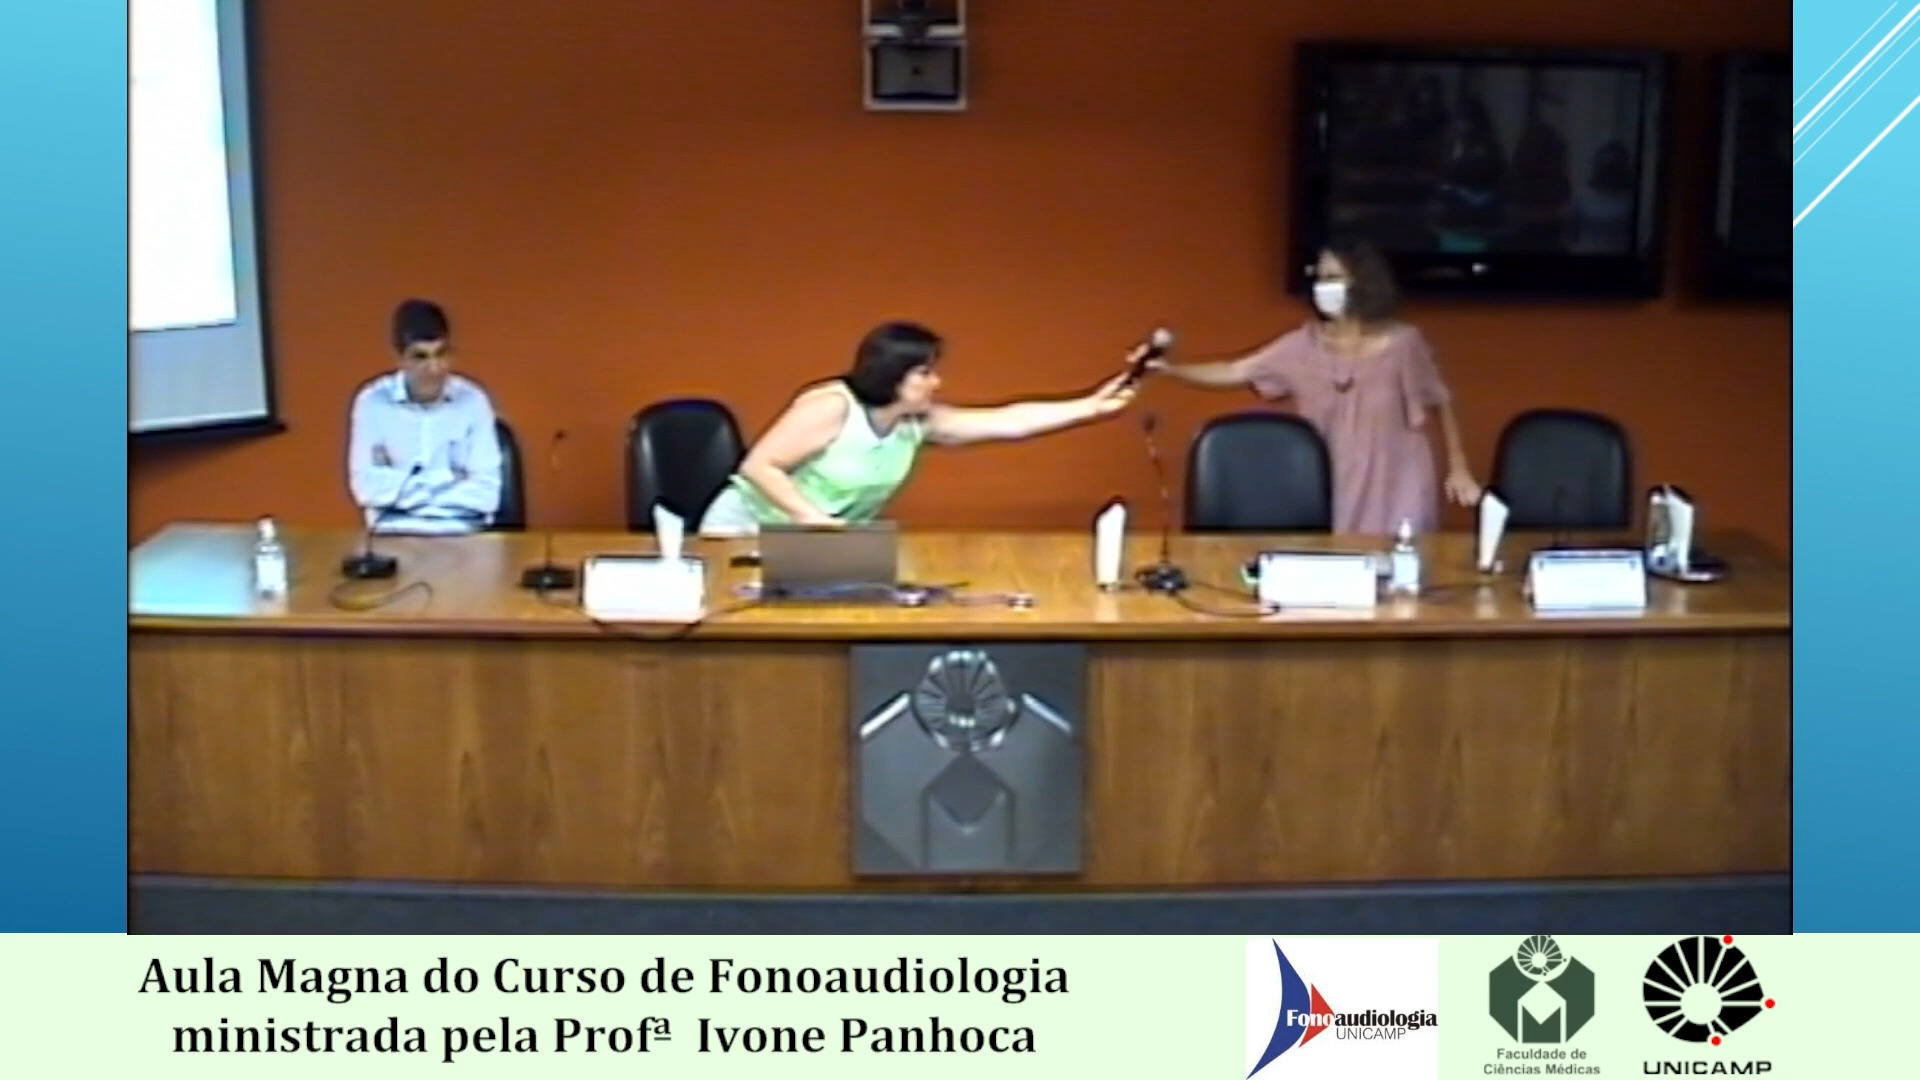 Aula Magna do Curso de Fonoaudiologia
ministrada pela Profª Ivone Panhoca
Fonoaudiologia
UNICAMP
Faculdade de
Ciências Médicas
UNICAMP